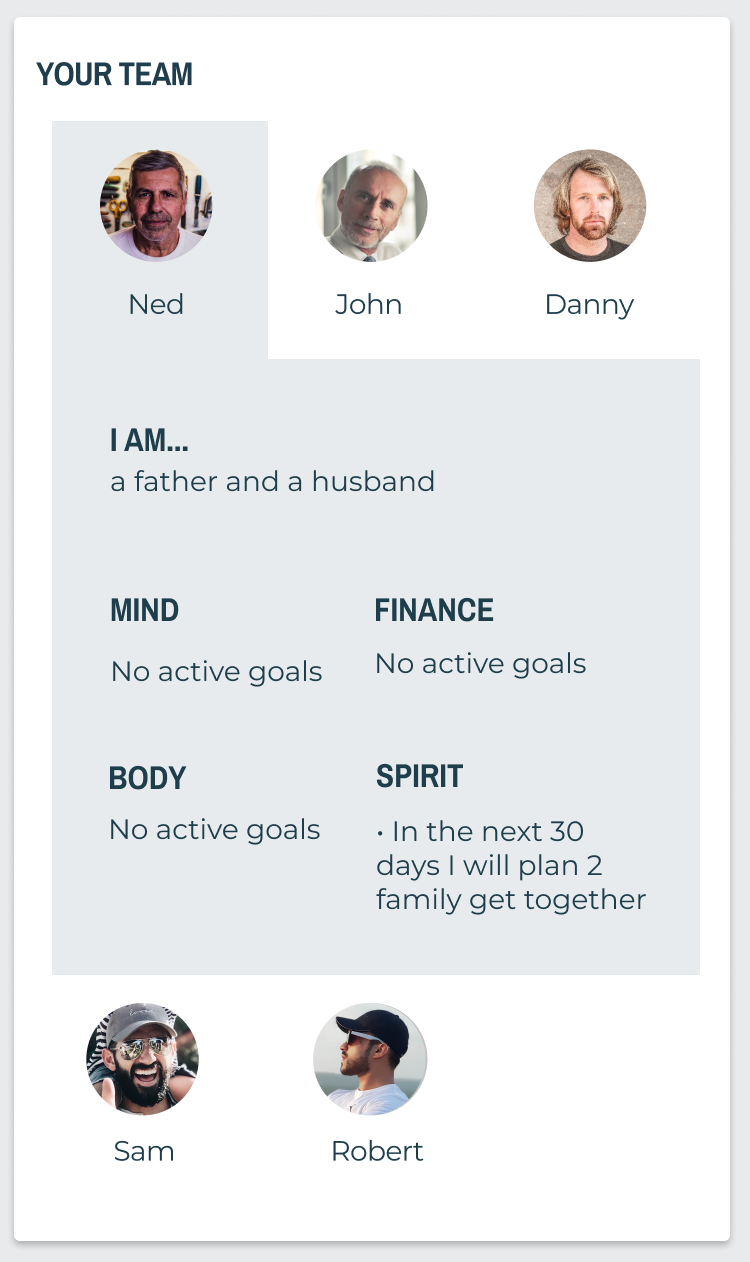 YOUR TEAM
Ned
John
Danny
I AM...
a father and a husband
MIND
No active goals
FINANCE
No active goals
BODY
No active goals
SPIRIT
• In the next 30
days I will plan 2
family get together
Sam
Robert